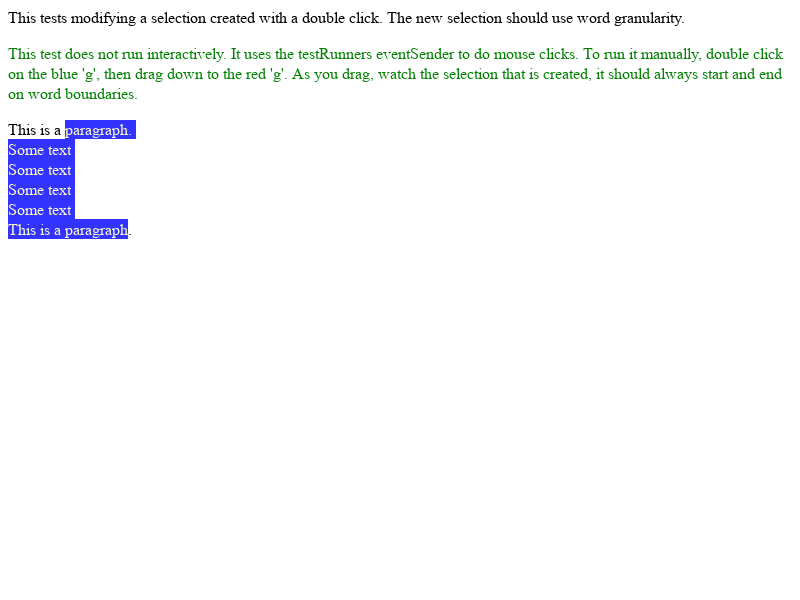 This tests modifying a selection created with a double click. The new selection should use word granularity.
This test does not run interactively. It uses the testRunners eventSender to do mouse clicks. To run it manually, double click
on the blue 'g', then drag down to the red 'g'. As you drag, watch the selection that is created, it should always start and end
on word boundaries.
This is a paragraph.
Some text
Some text
Some text
Some text
This is a paragraph.